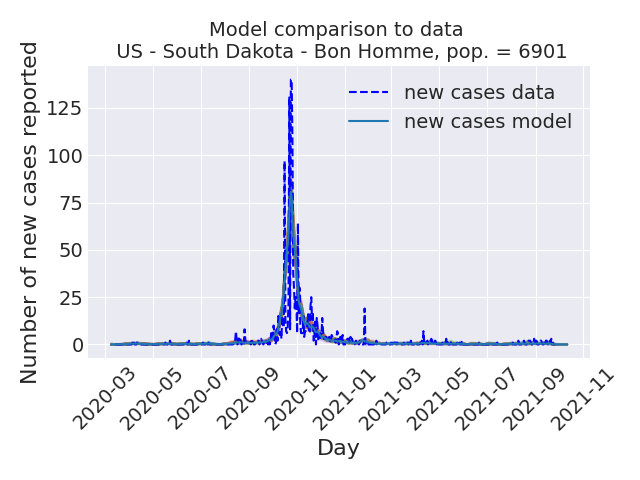 Model comparison to data
US - South Dakota - Bon Homme, pop. = 6901
new cases data
new cases model
Number of new cases reported
125
100
75
50
25
0
2020-03
2020-05
2020-07
2020-09
2020-11
2021-01
2021-03
2021-05
2021-07
2021-09
2021-11
Day